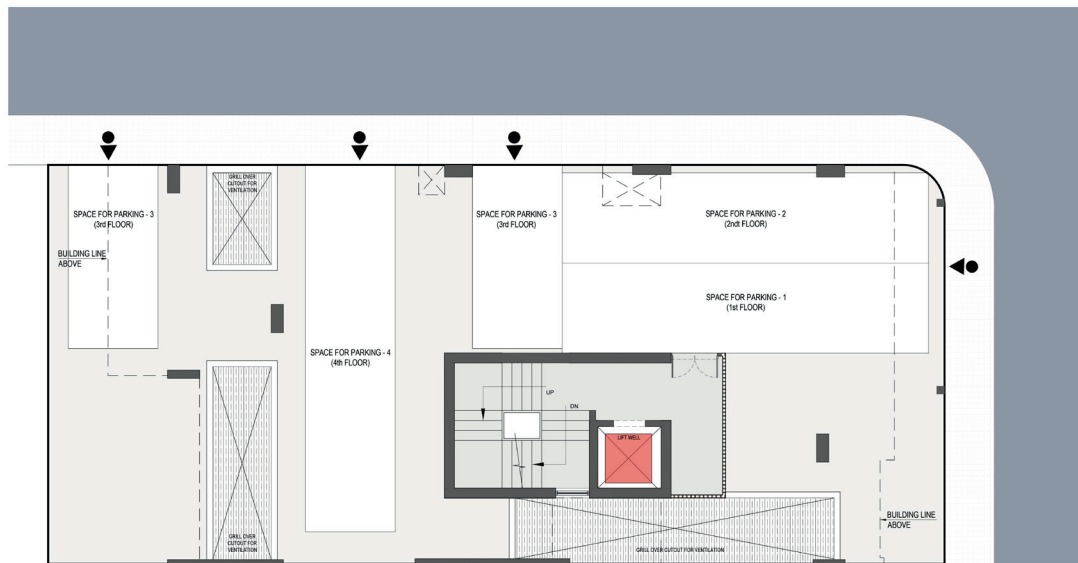 GRILL OVER
CUTOUT FOR
VENTILATION
SPACE FOR PARKING - 3
(3rd FLOOR)
SPACE FOR PARKING - 3
(3rd FLOOR)
SPACE FOR PARKING - 2
(2ndt FLOOR)
BUILDING LINE
ABOVE
SPACE FOR PARKING - 1
(1st FLOOR)
SPACE FOR PARKING - 4
(4th FLOOR)
UP
DN
LIFT WELL
BUILDING LINE
ABOVE
GRILL OVER
CUTOUT FOR
VENTILATION
GRILL OVER CUTOUT FOR VENTILATION